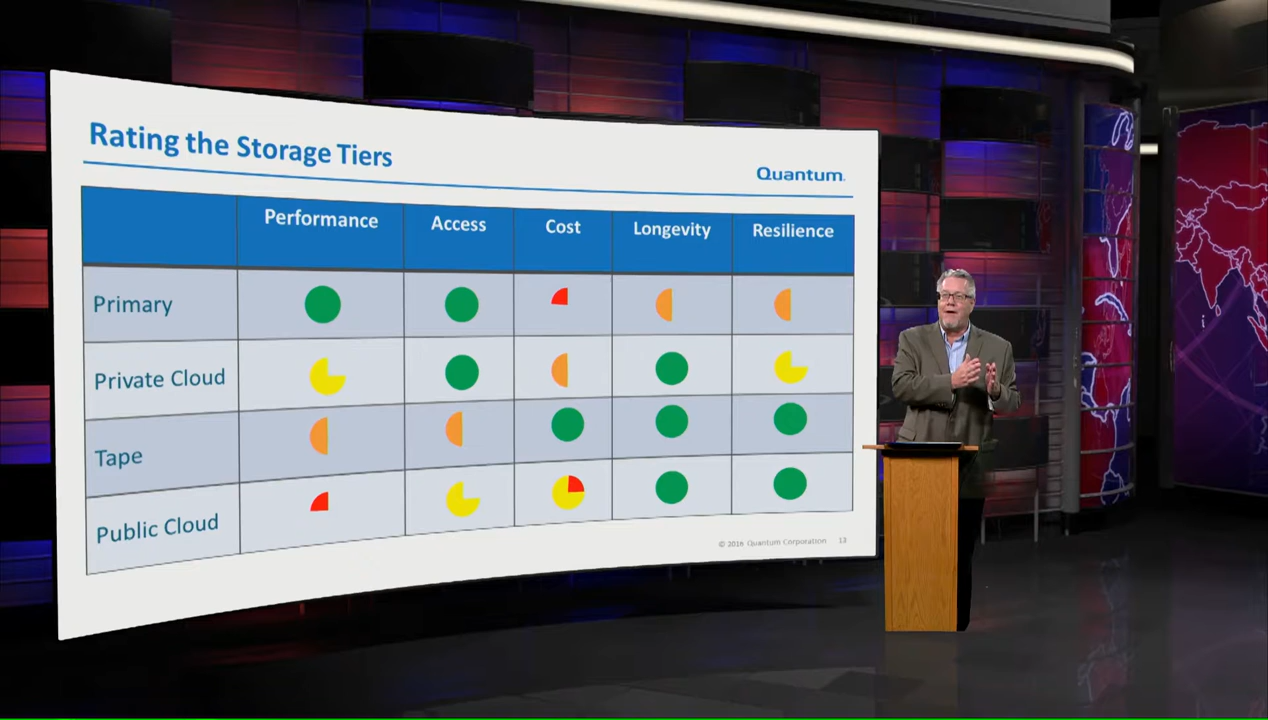 Rating the Storage Tiers
Quantum.
Performance Access Cost Longevity Resilience
Primary
Private Cloud
Tape
Public Cloud
© 2016 Quantum Corporation 13